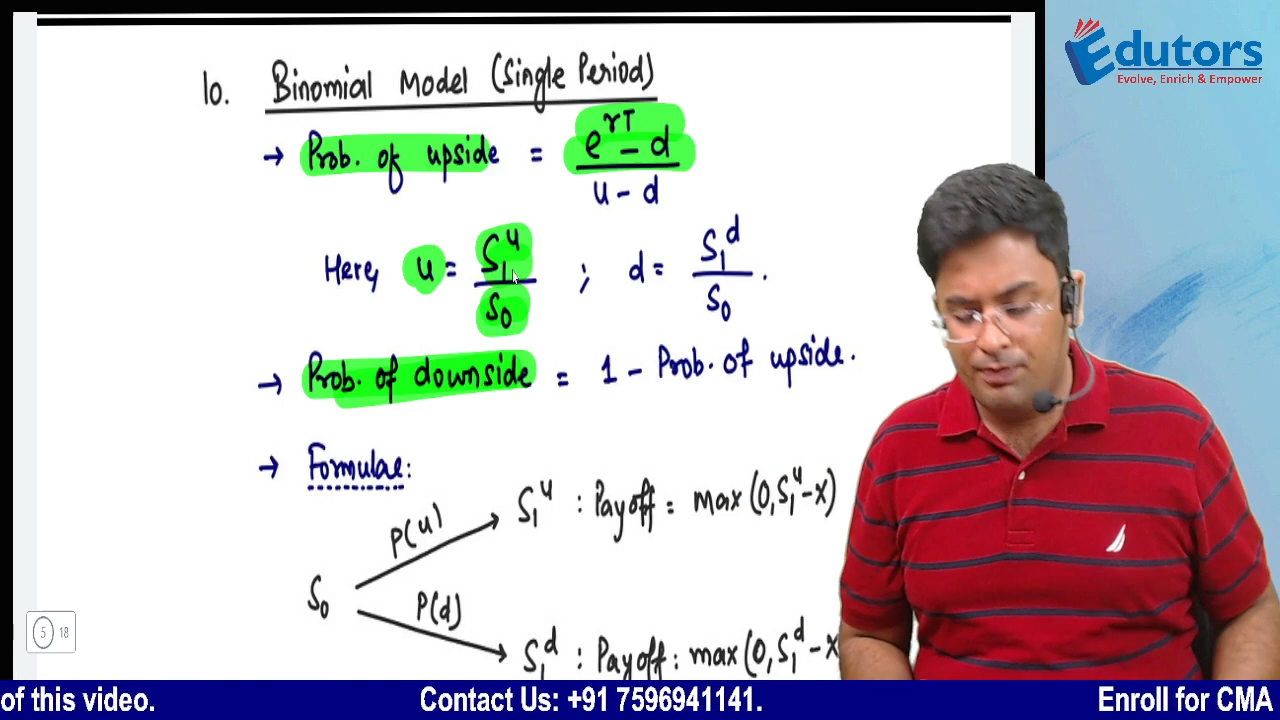 Edutors
Evolve, Enrich & Empower
10. Binomial Model (Single Period)
→ Prob. of upside = e^rT - d / u - d
Here, u = S₁^u / S₀ ; d = S₁^d / S₀ .
→ Prob. of downside = 1 - Prob. of upside.
→ Formulae:
P(u) S₁^u : Payoff = max (0, S₁^u - x)
S₀
P(d) S₁^d : Payoff : max (0, S₁^d - x
5 18
of this video. Contact Us: +91 7596941141. Enroll for CMA